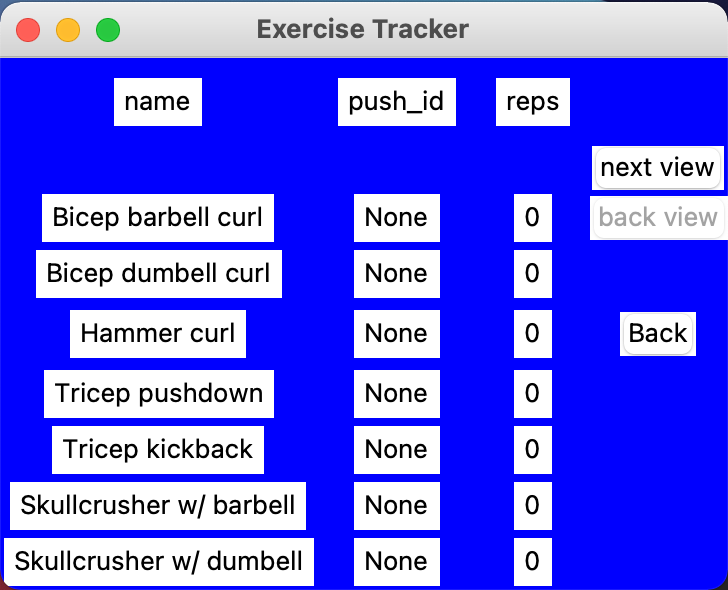 Exercise Tracker
name push_id reps
next view
Bicep barbell curl None 0 back view
Bicep dumbell curl None 0
Hammer curl None 0 Back
Tricep pushdown None 0
Tricep kickback None 0
Skullcrusher w/ barbell None 0
Skullcrusher w/ dumbell None 0